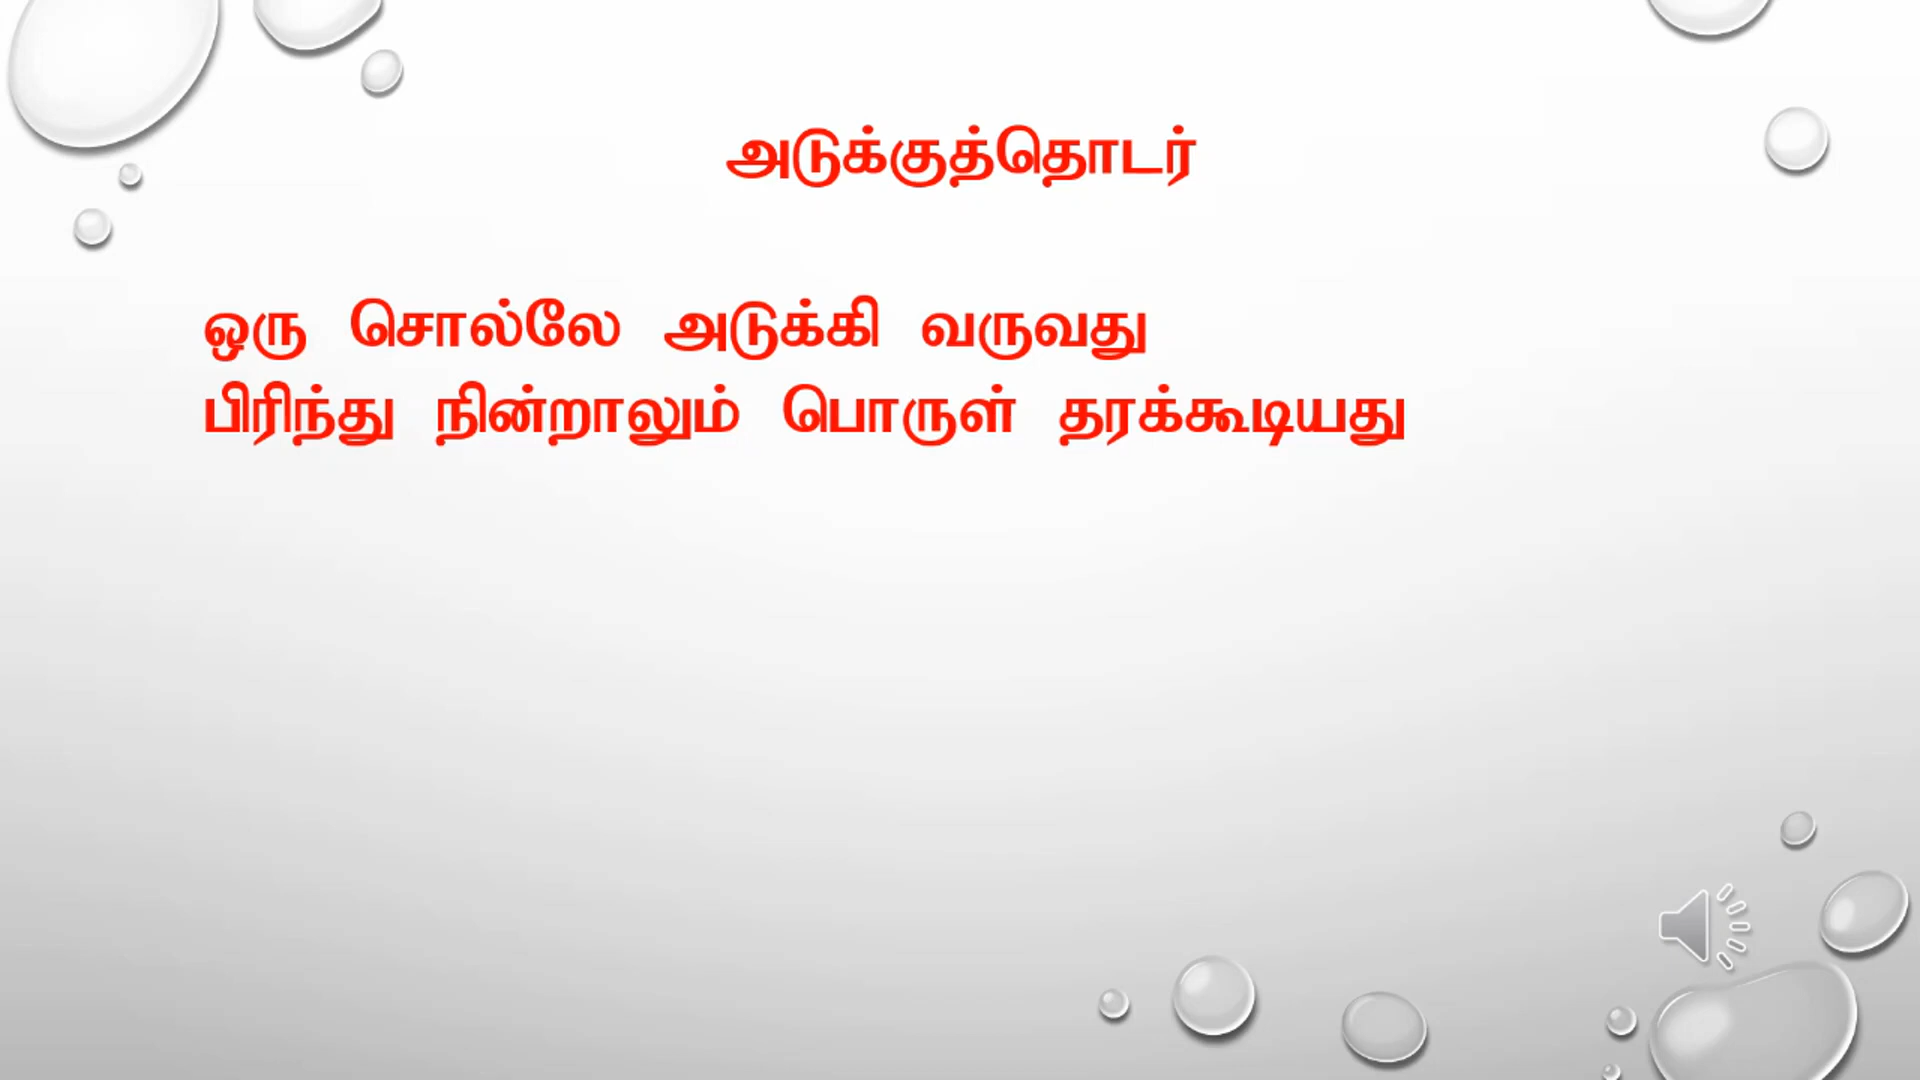 அடுக்குத்தொடர்
ஒரு சொல்லே அடுக்கி வருவது
பிரிந்து நின்றாலும் பொருள் தரக்கூடியது